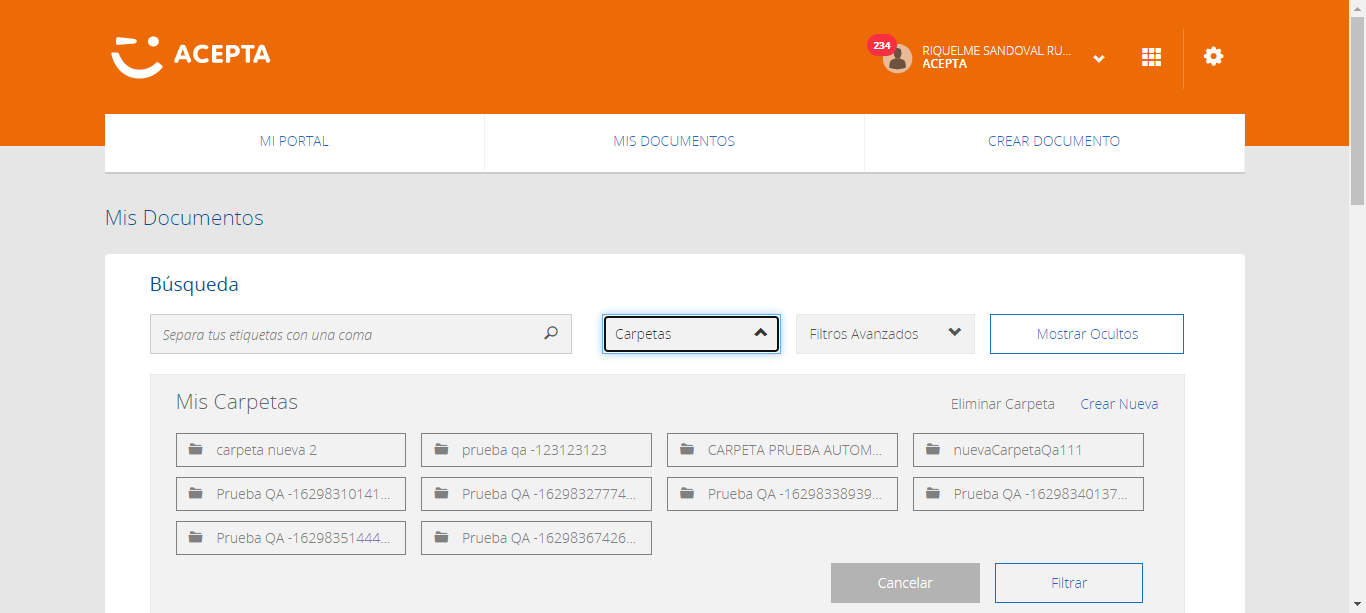 ACEPTA
234
RIQUELME SANDOVAL RU...
ACEPTA
MI PORTAL
MIS DOCUMENTOS
CREAR DOCUMENTO
Mis Documentos
Búsqueda
Separa tus etiquetas con una coma
Carpetas
Filtros Avanzados
Mostrar Ocultos
Mis Carpetas
Eliminar Carpeta
Crear Nueva
carpeta nueva 2
prueba qa -123123123
CARPETA PRUEBA AUTOM...
nuevaCarpetaQa111
Prueba QA -16298310141...
Prueba QA -16298327774...
Prueba QA -16298338939...
Prueba QA -16298340137...
Prueba QA -16298351444...
Prueba QA -16298367426...
Cancelar
Filtrar